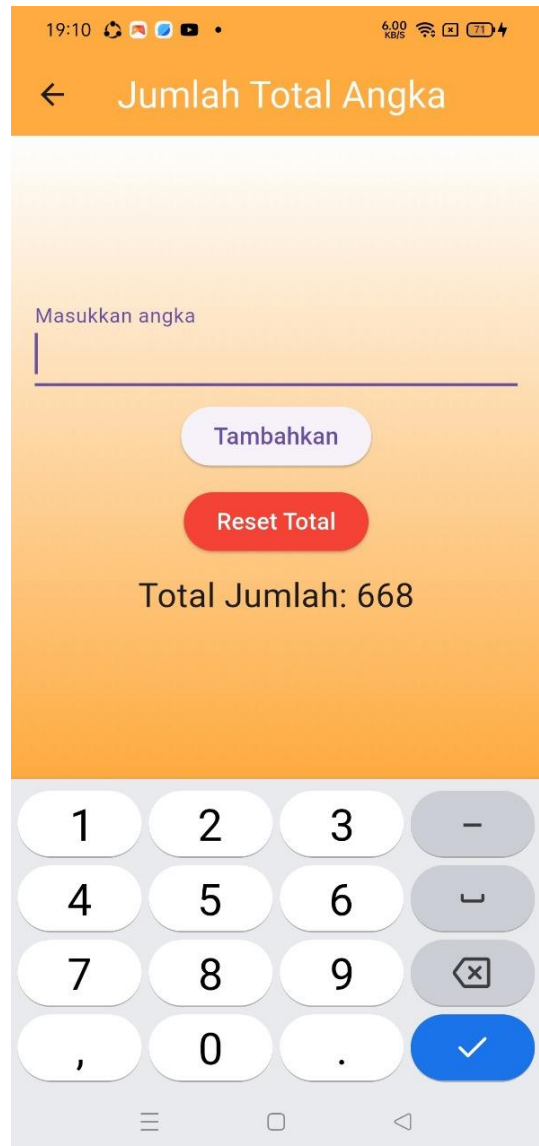 19:10
6.00
KB/S
71
Jumlah Total Angka
Masukkan angka
Tambahkan
Reset Total
Total Jumlah: 668
1 2 3 –
4 5 6
7 8 9
, 0 .